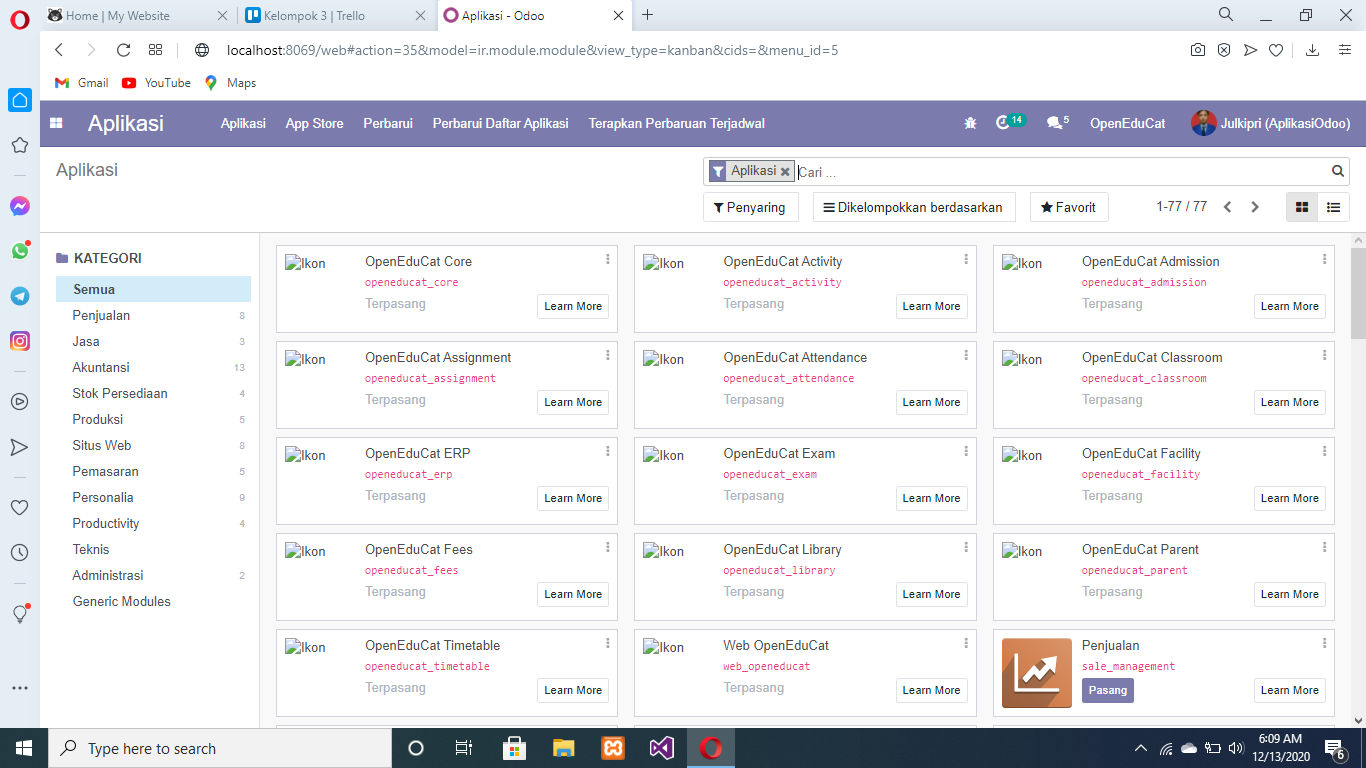 Home | My Website
Kelompok 3 | Trello
Aplikasi - Odoo
localhost:8069/web#action=35&model=ir.module.module&view_type=kanban&cids=&menu_id=5
Gmail
YouTube
Maps
Aplikasi
Aplikasi
App Store
Perbarui
Perbarui Daftar Aplikasi
Terapkan Perbaruan Terjadwal
14
5
OpenEduCat
Julkipri (AplikasiOdoo)
Aplikasi
Aplikasi
Cari ...
Penyaring
Dikelompokkan berdasarkan
Favorit
1-77 / 77
KATEGORI
Semua
Penjualan 8
Jasa 3
Akuntansi 13
Stok Persediaan 4
Produksi 5
Situs Web 8
Pemasaran 5
Personalia 9
Productivity 4
Teknis
Administrasi 2
Generic Modules
Ikon
OpenEduCat Core
openeducat_core
Terpasang
Learn More
Ikon
OpenEduCat Activity
openeducat_activity
Terpasang
Learn More
Ikon
OpenEduCat Admission
openeducat_admission
Terpasang
Learn More
Ikon
OpenEduCat Assignment
openeducat_assignment
Terpasang
Learn More
Ikon
OpenEduCat Attendance
openeducat_attendance
Terpasang
Learn More
Ikon
OpenEduCat Classroom
openeducat_classroom
Terpasang
Learn More
Ikon
OpenEduCat ERP
openeducat_erp
Terpasang
Learn More
Ikon
OpenEduCat Exam
openeducat_exam
Terpasang
Learn More
Ikon
OpenEduCat Facility
openeducat_facility
Terpasang
Learn More
Ikon
OpenEduCat Fees
openeducat_fees
Terpasang
Learn More
Ikon
OpenEduCat Library
openeducat_library
Terpasang
Learn More
Ikon
OpenEduCat Parent
openeducat_parent
Terpasang
Learn More
Ikon
OpenEduCat Timetable
openeducat_timetable
Terpasang
Learn More
Ikon
Web OpenEduCat
web_openeducat
Terpasang
Learn More
Penjualan
sale_management
Pasang
Learn More
Type here to search
6:09 AM
12/13/2020
6